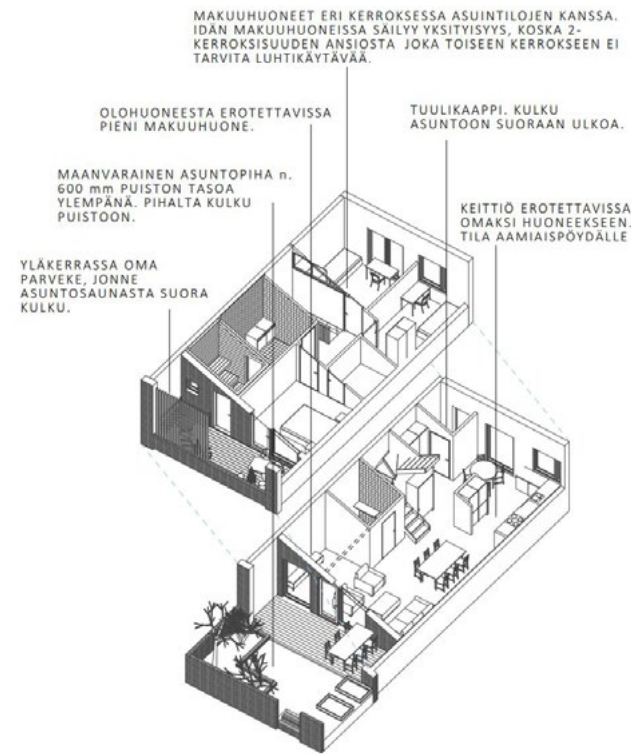 MAKUUHUONEET ERI KERROKSESSA ASUINTILOJEN KANSSA.
IDÄN MAKUUHUONEISSA SÄILYY YKSITYISYYS, KOSKA 2-
KERROKSISUUDEN ANSIOSTA JOKA TOISEEN KERROKSEEN EI
TARVITA LUHTIKÄYTÄVÄÄ.
OLOHUONEESTA EROTETTAVISSA
PIENI MAKUUHUONE.
TUULIKAAPPI. KULKU
ASUNTOON SUORAAN ULKOA.
MAANVARAINEN ASUNTOPIHA n.
600 mm PUISTON TASOA
YLEMPÄNÄ. PIHALTA KULKU
PUISTOON.
KEITTIÖ EROTETTAVISSA
OMAKSI HUONEEKSEEN.
TILA AAMIAISPÖYDÄLLE
YLÄKERRASSA OMA
PARVEKE, JONNE
ASUNTOSAUNASTA SUORA
KULKU.